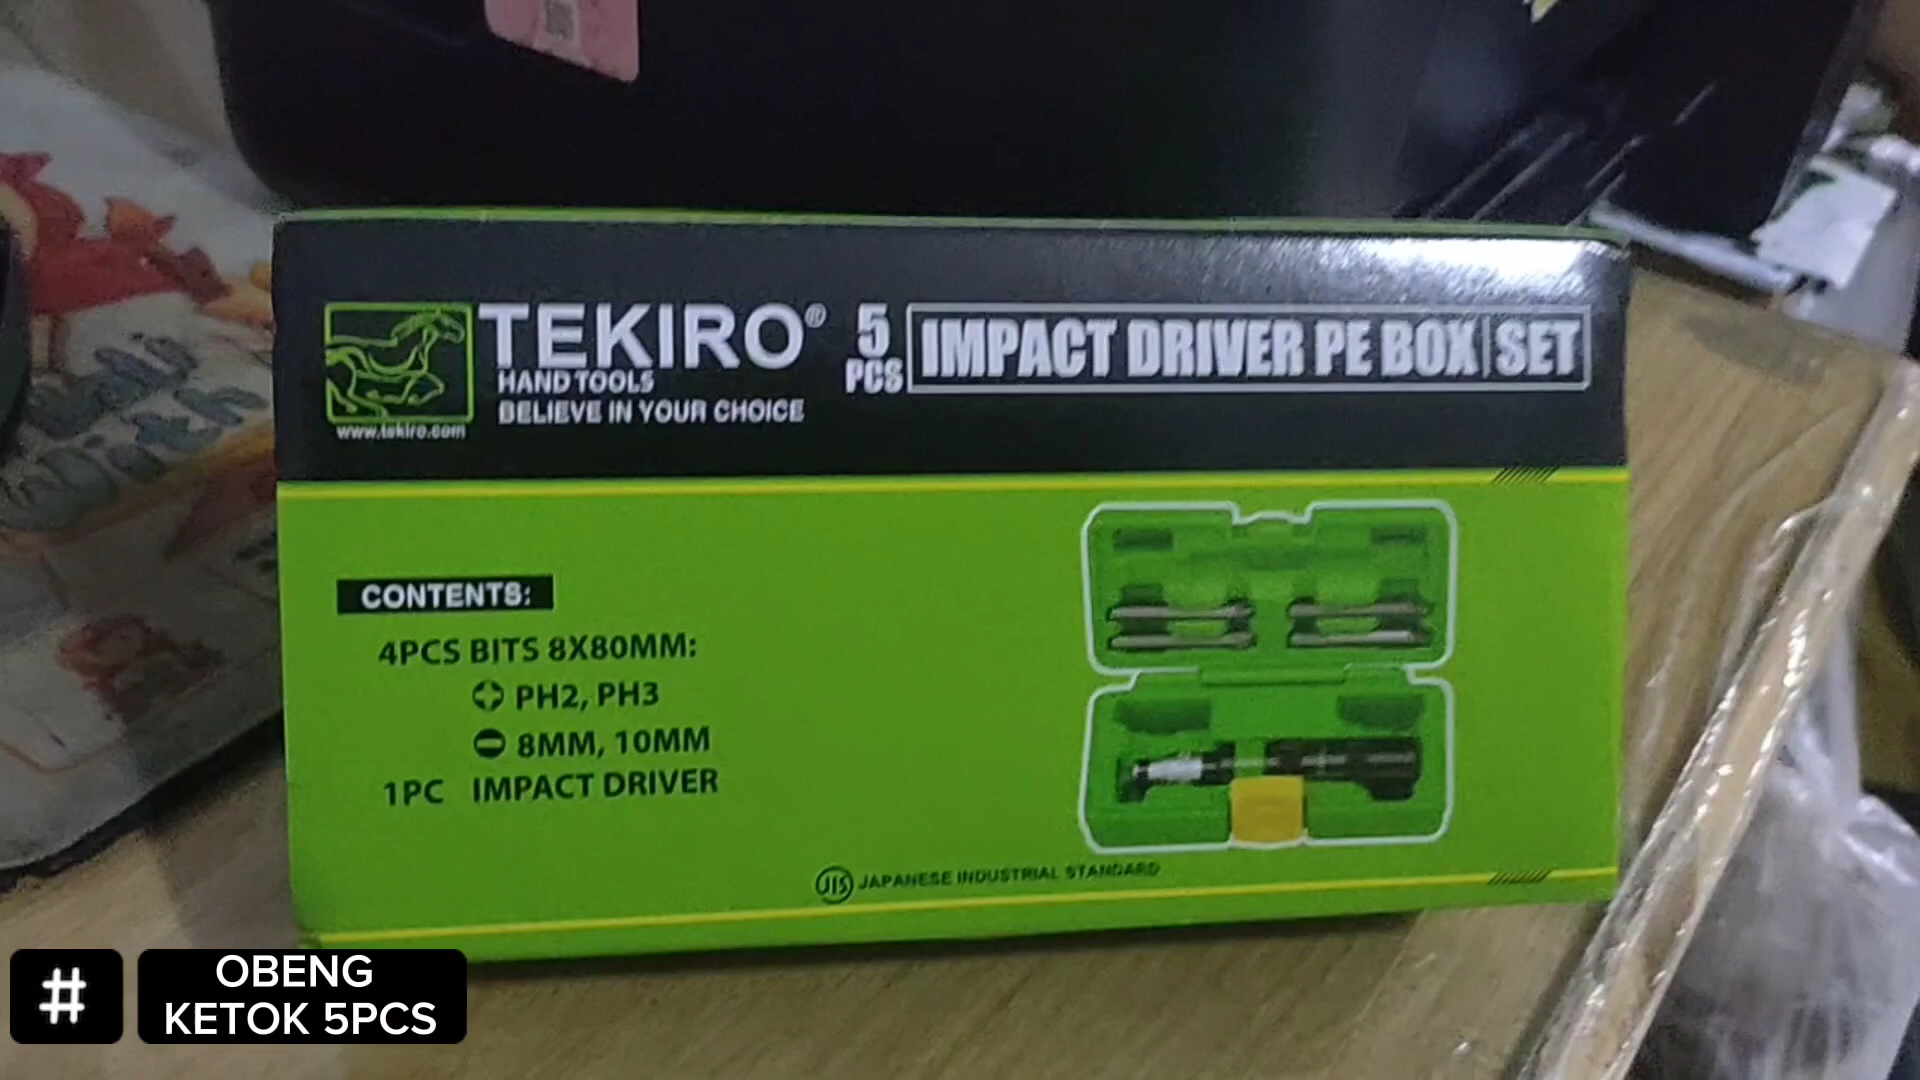 TEKIRO®
HAND TOOLS
BELIEVE IN YOUR CHOICE
www.tekiro.com
5 PCS
IMPACT DRIVER PE BOX SET
CONTENTS:
4PCS BITS 8X80MM:
PH2, PH3
8MM, 10MM
1PC IMPACT DRIVER
JIS JAPANESE INDUSTRIAL STANDARD
# OBENG
KETOK 5PCS